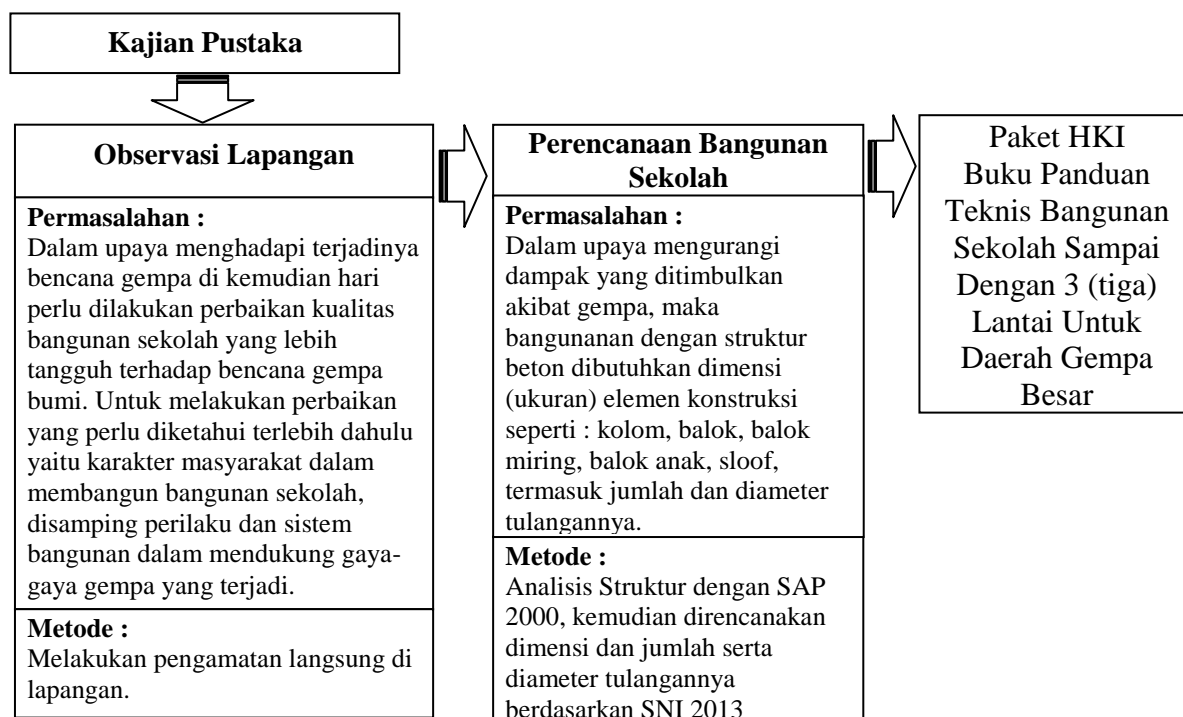 Kajian Pustaka
Observasi Lapangan
Permasalahan :
Dalam upaya menghadapi terjadinya
bencana gempa di kemudian hari
perlu dilakukan perbaikan kualitas
bangunan sekolah yang lebih
tangguh terhadap bencana gempa
bumi. Untuk melakukan perbaikan
yang perlu diketahui terlebih dahulu
yaitu karakter masyarakat dalam
membangun bangunan sekolah,
disamping perilaku dan sistem
bangunan dalam mendukung gaya-
gaya gempa yang terjadi.
Metode :
Melakukan pengamatan langsung di
lapangan.
Perencanaan Bangunan
Sekolah
Permasalahan :
Dalam upaya mengurangi
dampak yang ditimbulkan
akibat gempa, maka
bangunanan dengan struktur
beton dibutuhkan dimensi
(ukuran) elemen konstruksi
seperti : kolom, balok, balok
miring, balok anak, sloof,
termasuk jumlah dan diameter
tulangannya.
Metode :
Analisis Struktur dengan SAP
2000, kemudian direncanakan
dimensi dan jumlah serta
diameter tulangannya
berdasarkan SNI 2013
Paket HKI
Buku Panduan
Teknis Bangunan
Sekolah Sampai
Dengan 3 (tiga)
Lantai Untuk
Daerah Gempa
Besar